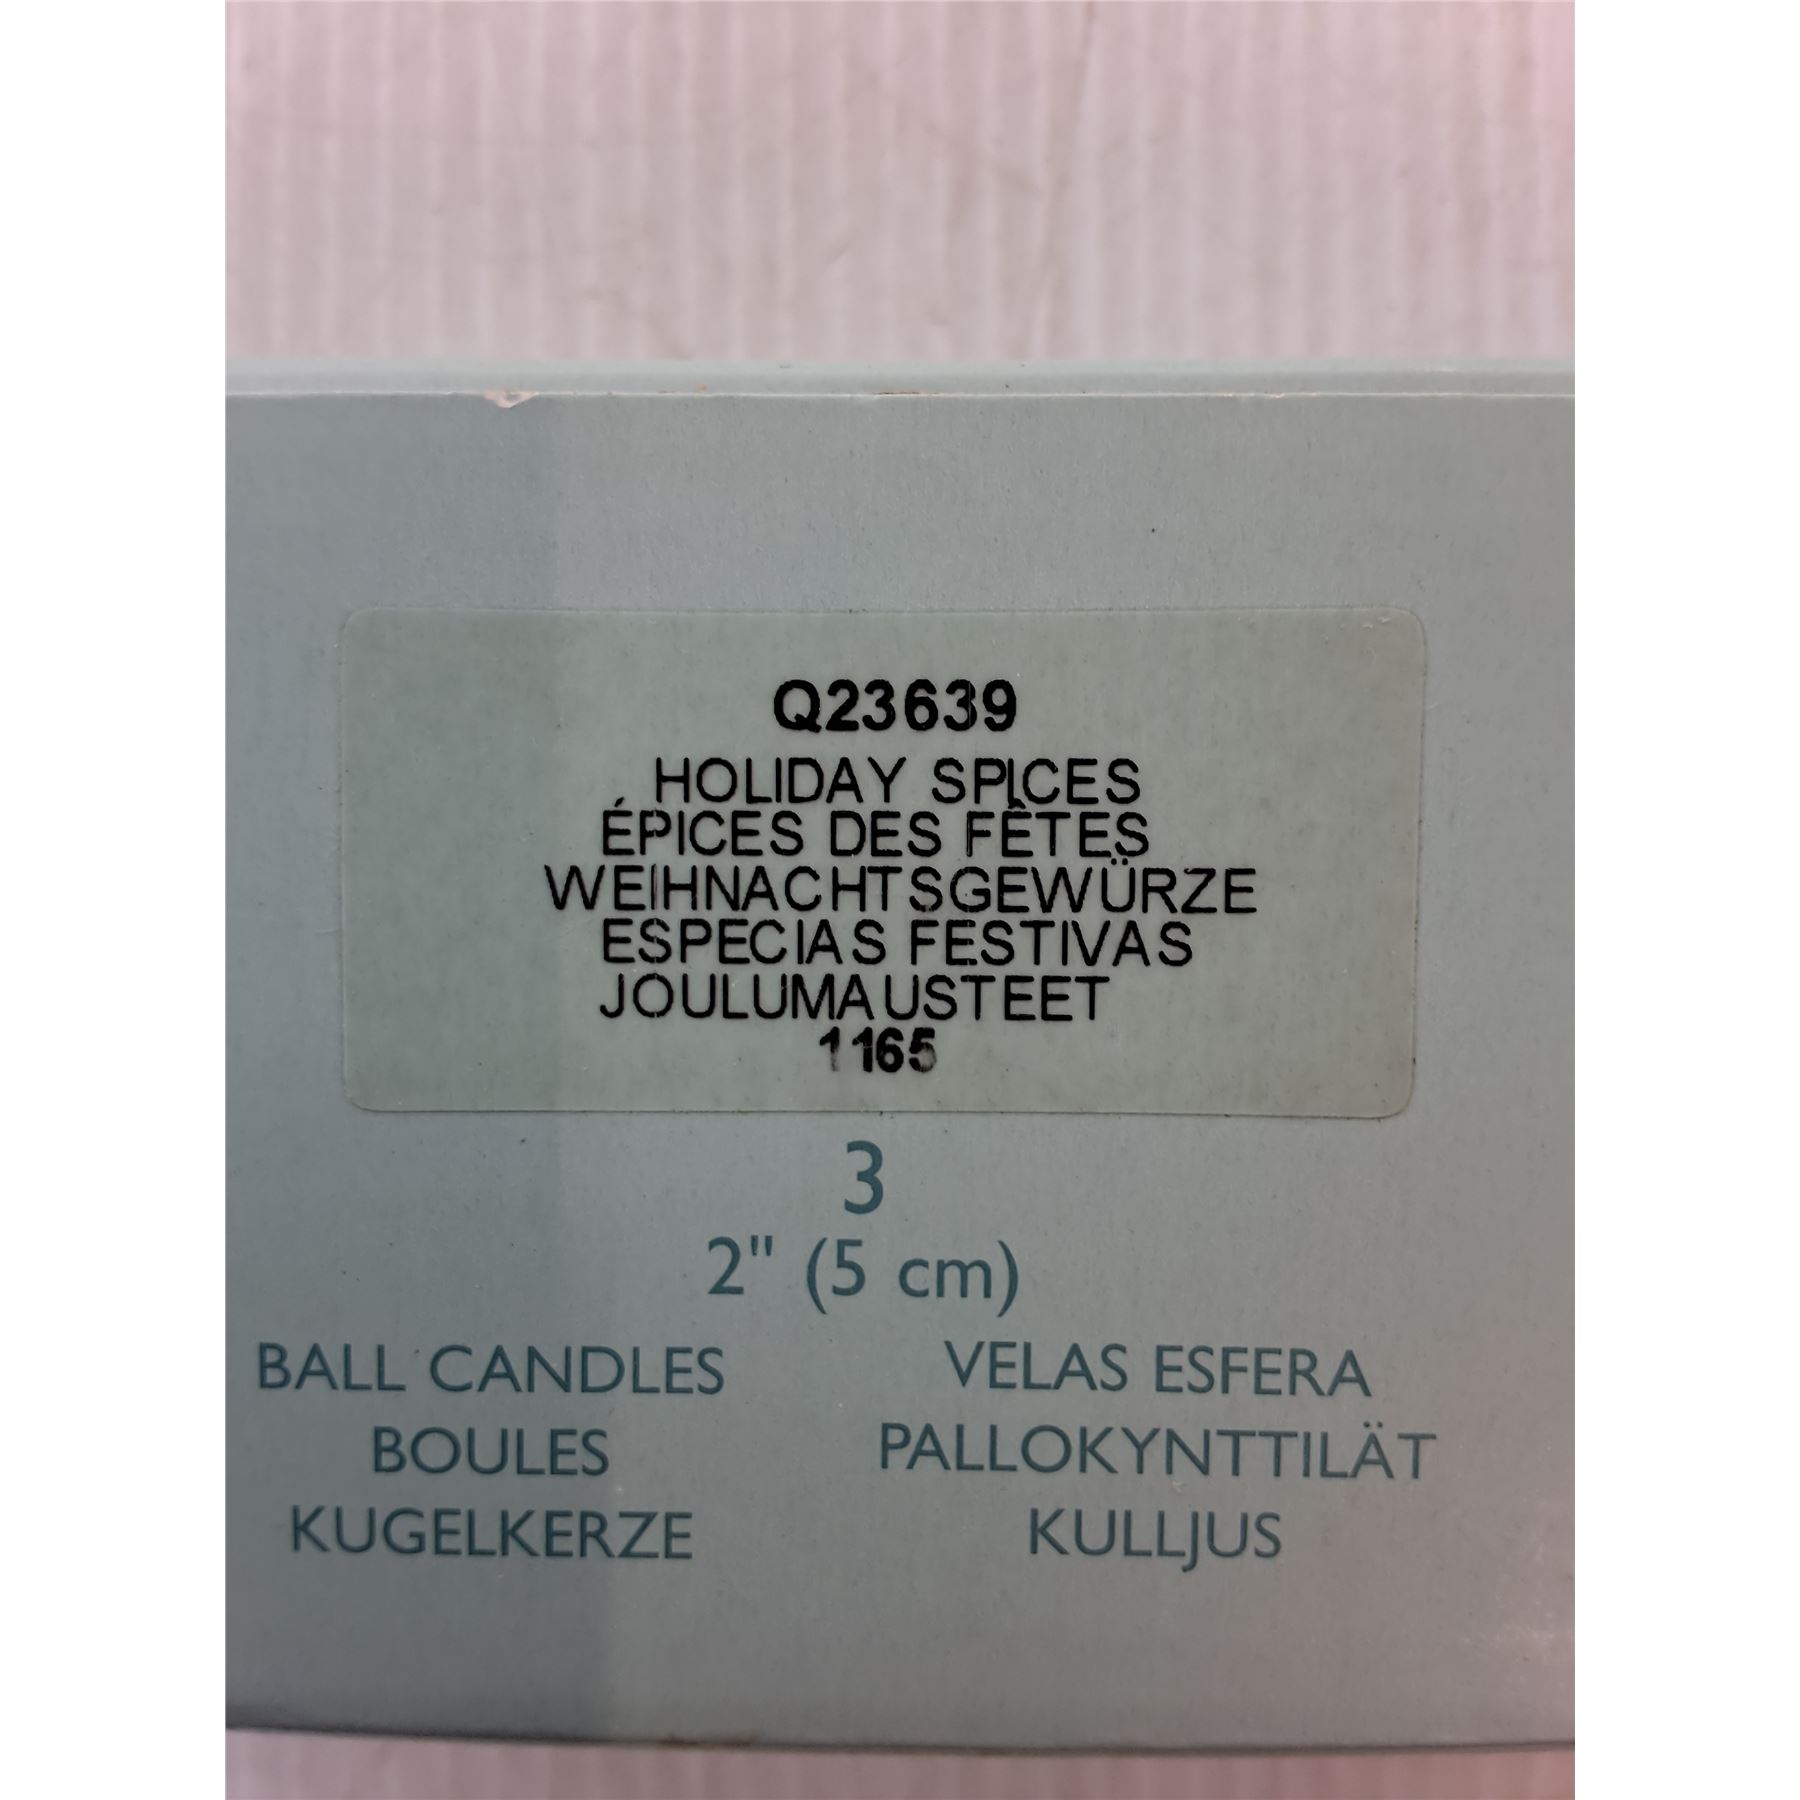 Q23639
HOLIDAY SPICES
ÉPICES DES FÊTES
WEIHNACHTSGEWÜRZE
ESPECIAS FESTIVAS
JOULUMAUSTEET
1165
3
2" (5 cm)
BALL CANDLES
BOULES
KUGELKERZE
VELAS ESFERA
PALLOKYNTTILÄT
KULLJUS